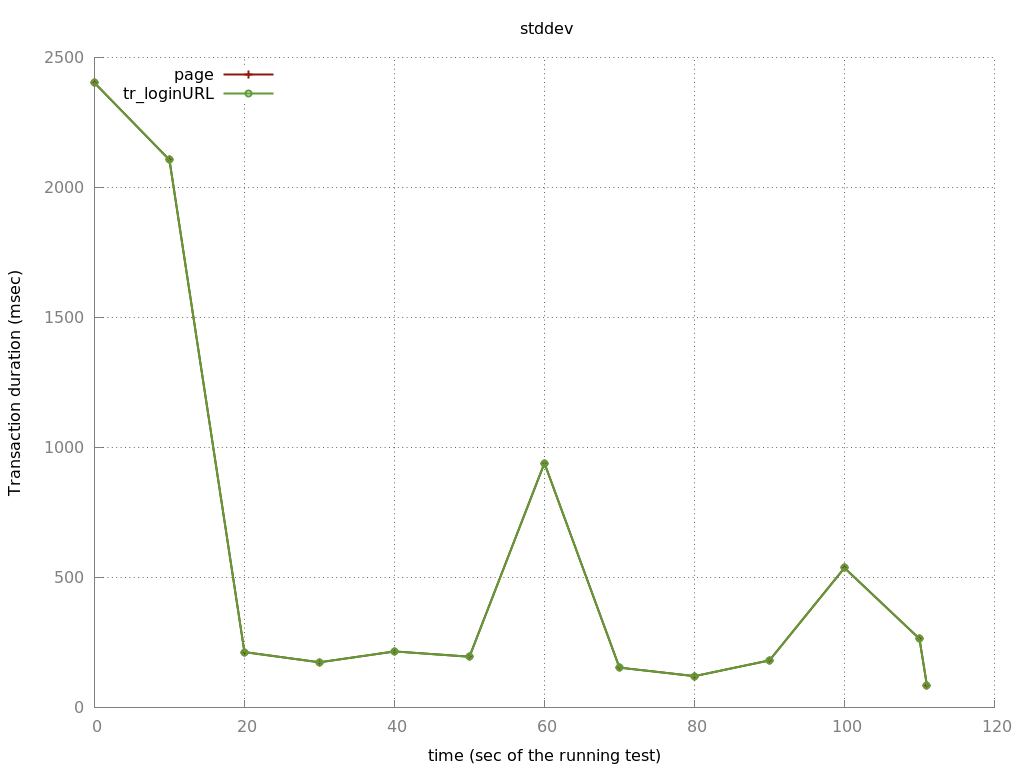 stddev
2500
page
tr_loginURL
2000
1500
1000
500
0
Transaction duration (msec)
0 20 40 60 80 100 120
time (sec of the running test)